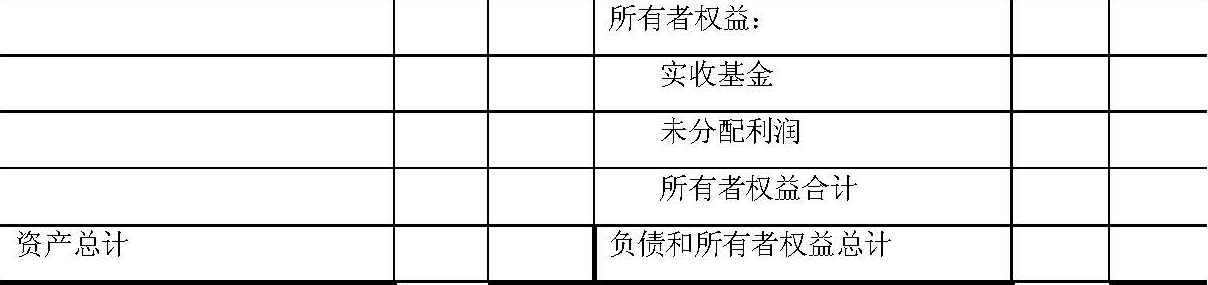 所有者权益：
实收基金
未分配利润
所有者权益合计
资产总计
负债和所有者权益总计